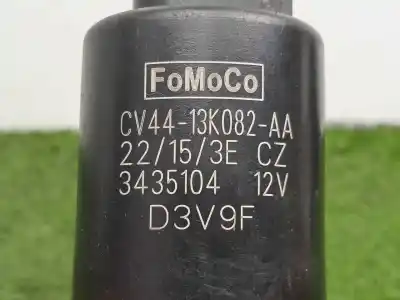 FoMoCo
CV44-13K082-AA
22/15/3E CZ
3435104 12V
D3V9F